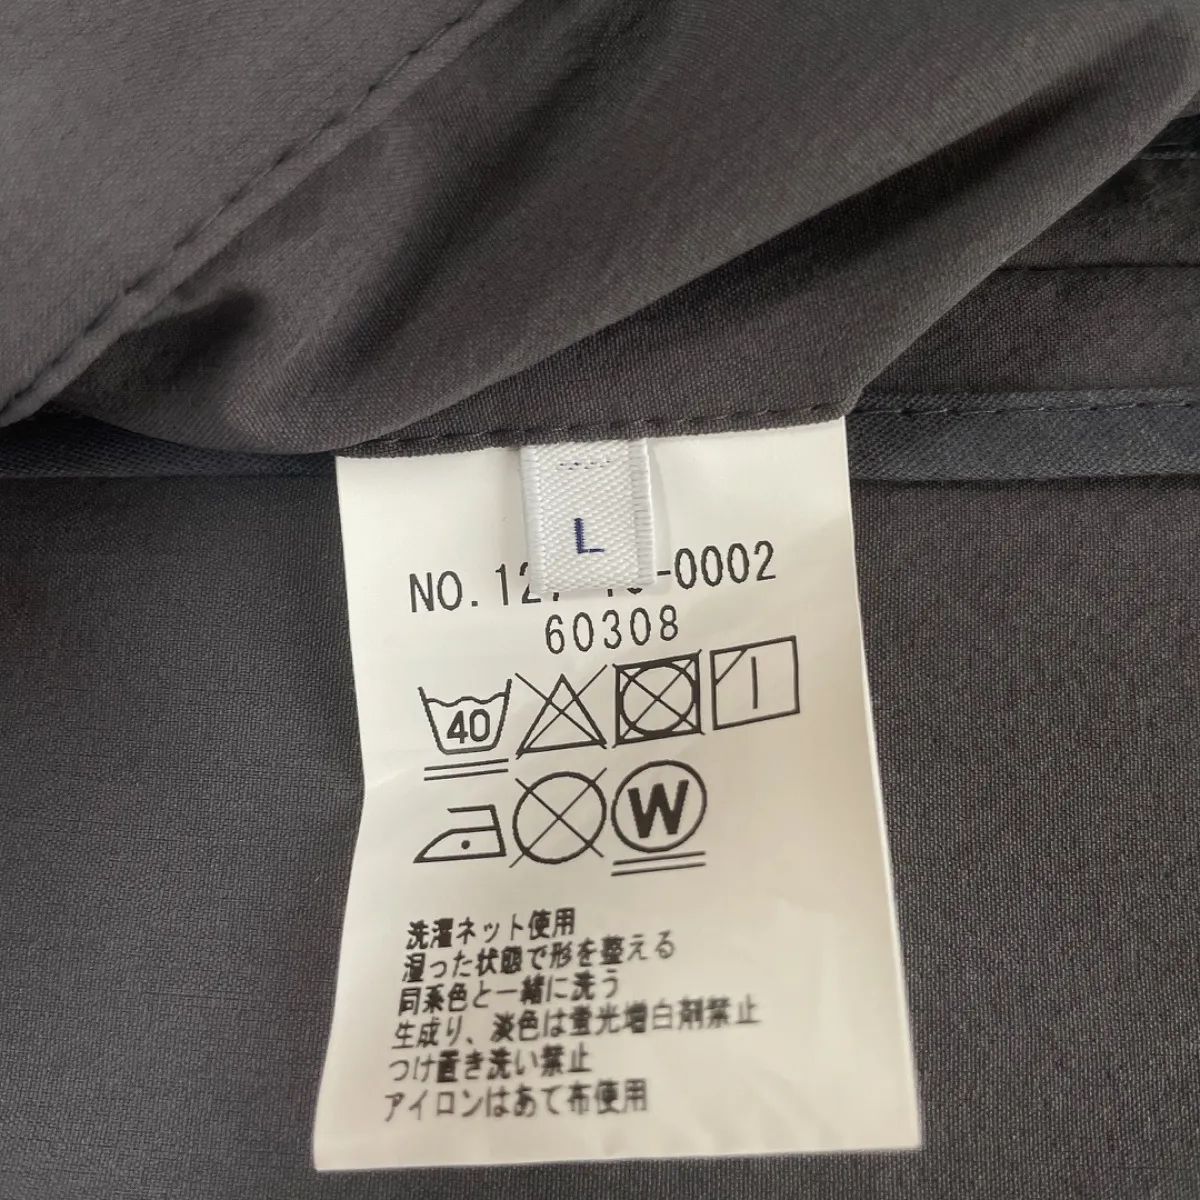 L
NO. 127 -0002
60308
40
W
洗濯ネット使用
湿った状態で形を整える
同系色と一緒に洗う
生成り、淡色は蛍光増白剤禁止
つけ置き洗い禁止
アイロンはあて布使用